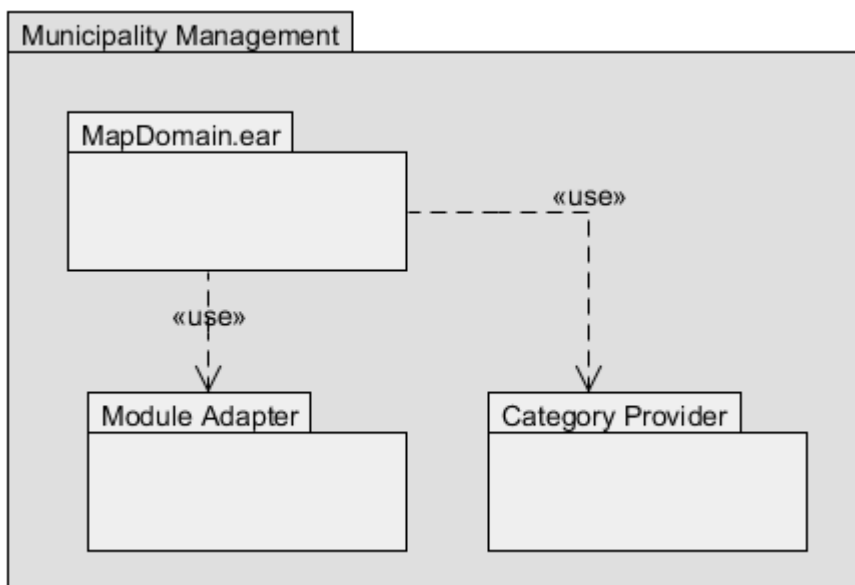 Municipality Management
MapDomain.ear
«use»
«use»
Module Adapter
Category Provider